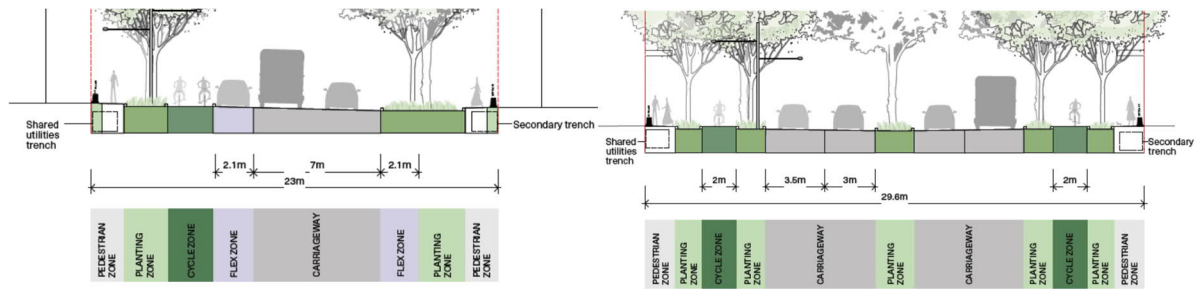 Shared
utilities
trench
Secondary trench
2.1m
7m
2.1m
23m
PEDESTRIAN
ZONE
PLANTING
ZONE
CYCLE ZONE
FLEX ZONE
CARRIAGEWAY
FLEX ZONE
PLANTING
ZONE
PEDESTRIAN
ZONE
Shared
utilities
trench
Secondary
trench
2m
3.5m
3m
2m
29.6m
PEDESTRIAN
ZONE
PLANTING
ZONE
CYCLE ZONE
PLANTING
ZONE
CARRIAGEWAY
PLANTING
ZONE
CARRIAGEWAY
PLANTING
ZONE
CYCLE ZONE
PLANTING
ZONE
PEDESTRIAN
ZONE